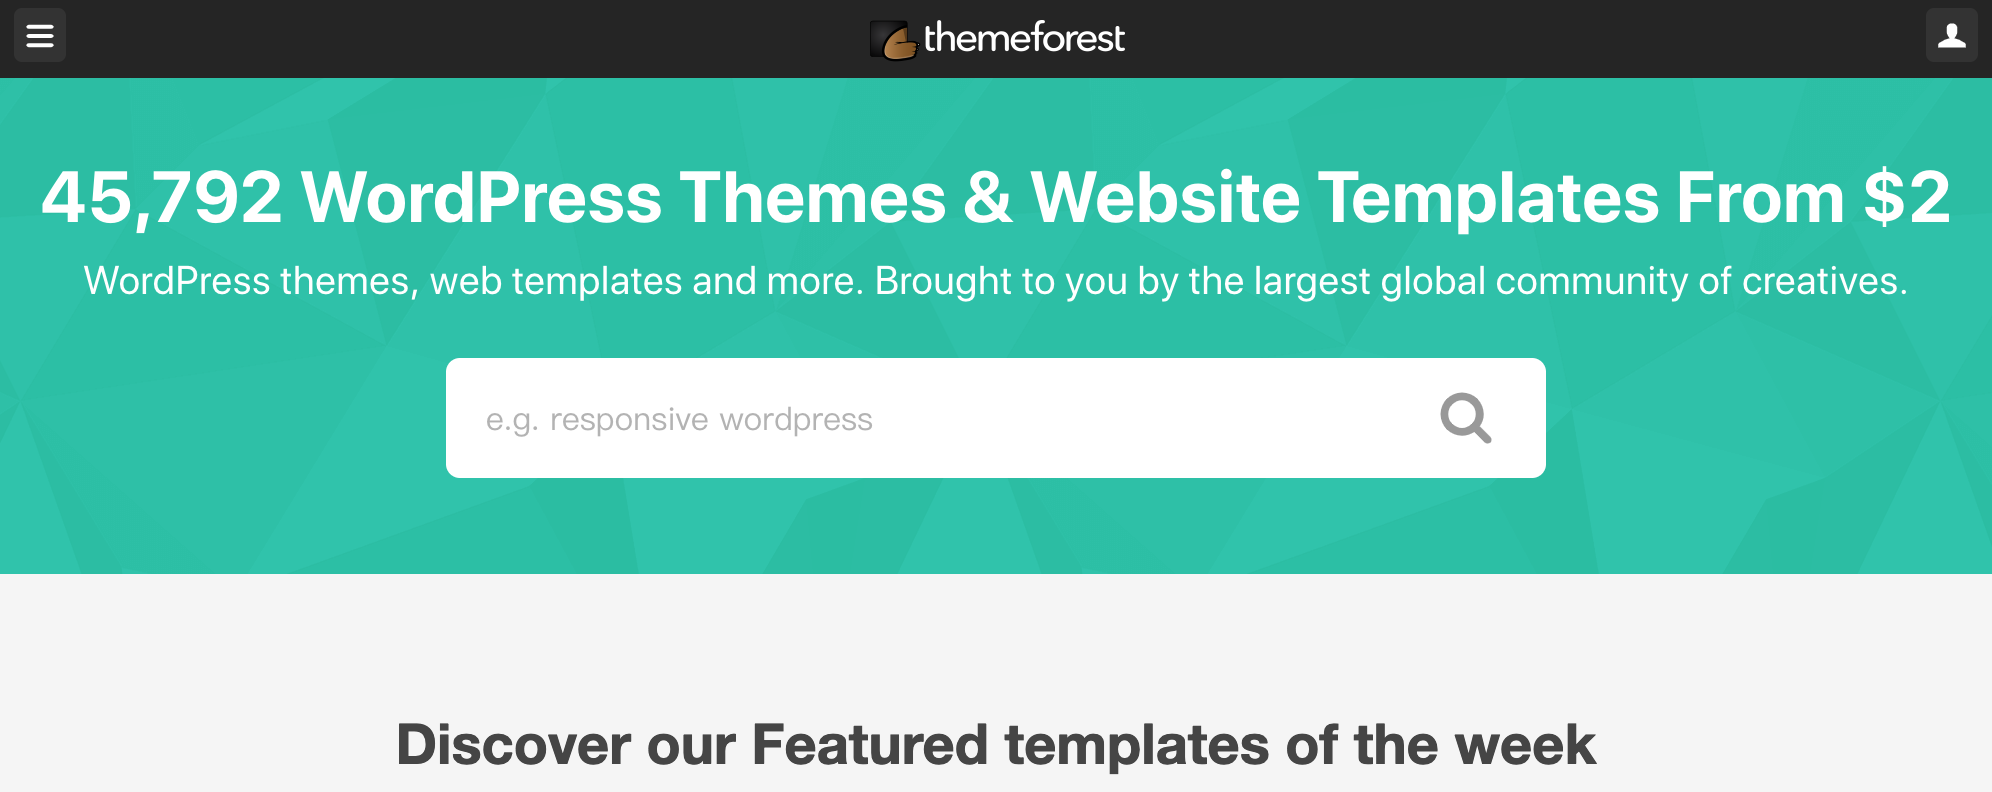 themeforest
45,792 WordPress Themes & Website Templates From $2
WordPress themes, web templates and more. Brought to you by the largest global community of creatives.
e.g. responsive wordpress
Discover our Featured templates of the week